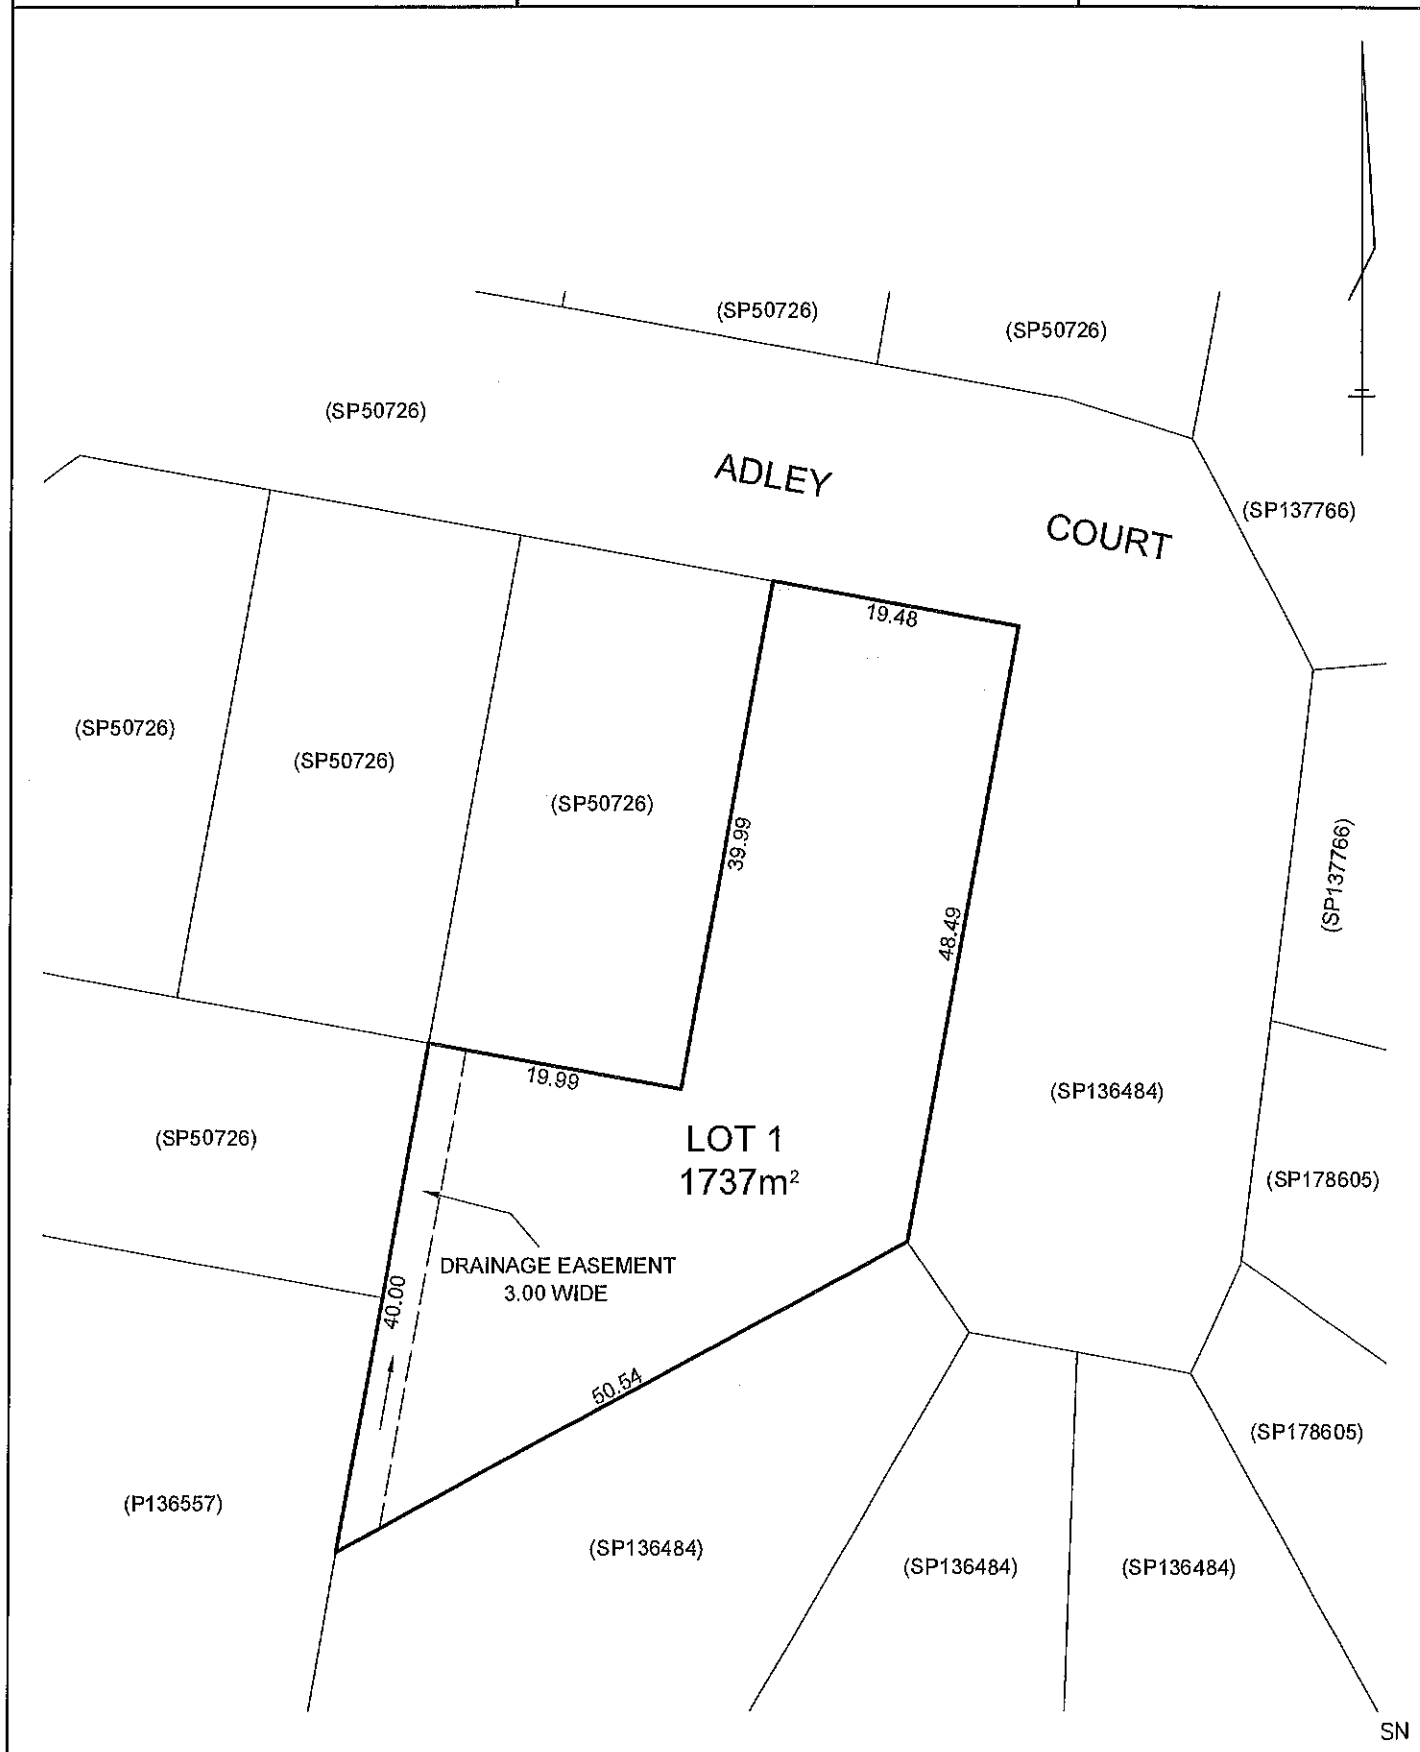 (SP50726)
(SP50726)
(SP50726)
ADLEY
COURT
(SP137766)
19.48
(SP50726)
(SP50726)
(SP50726)
39.99
(SP137766)
48.49
19.99
(SP136484)
(SP50726)
LOT 1
1737m²
(SP178605)
DRAINAGE EASEMENT
3.00 WIDE
40.00
50.54
(SP178605)
(P136557)
(SP136484)
(SP136484)
(SP136484)
SN